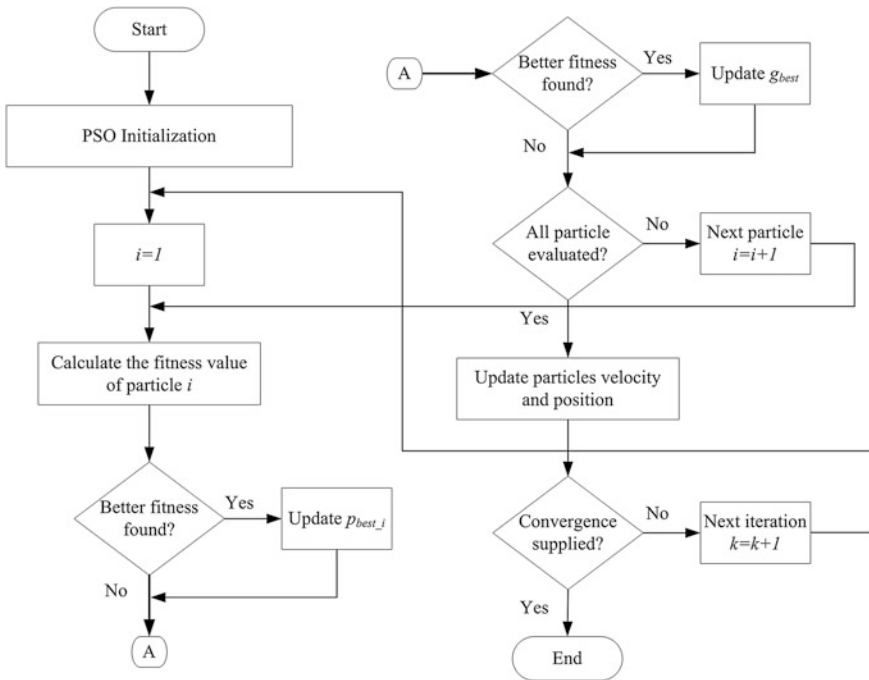 Start
PSO Initialization
i=1
Calculate the fitness value
of particle i
Better fitness
found?
Yes
Update p_best_i
No
A
A
Better fitness
found?
Yes
Update g_best
No
All particle
evaluated?
No
Next particle
i=i+1
Yes
Update particles velocity
and position
Convergence
supplied?
No
Next iteration
k=k+1
Yes
End